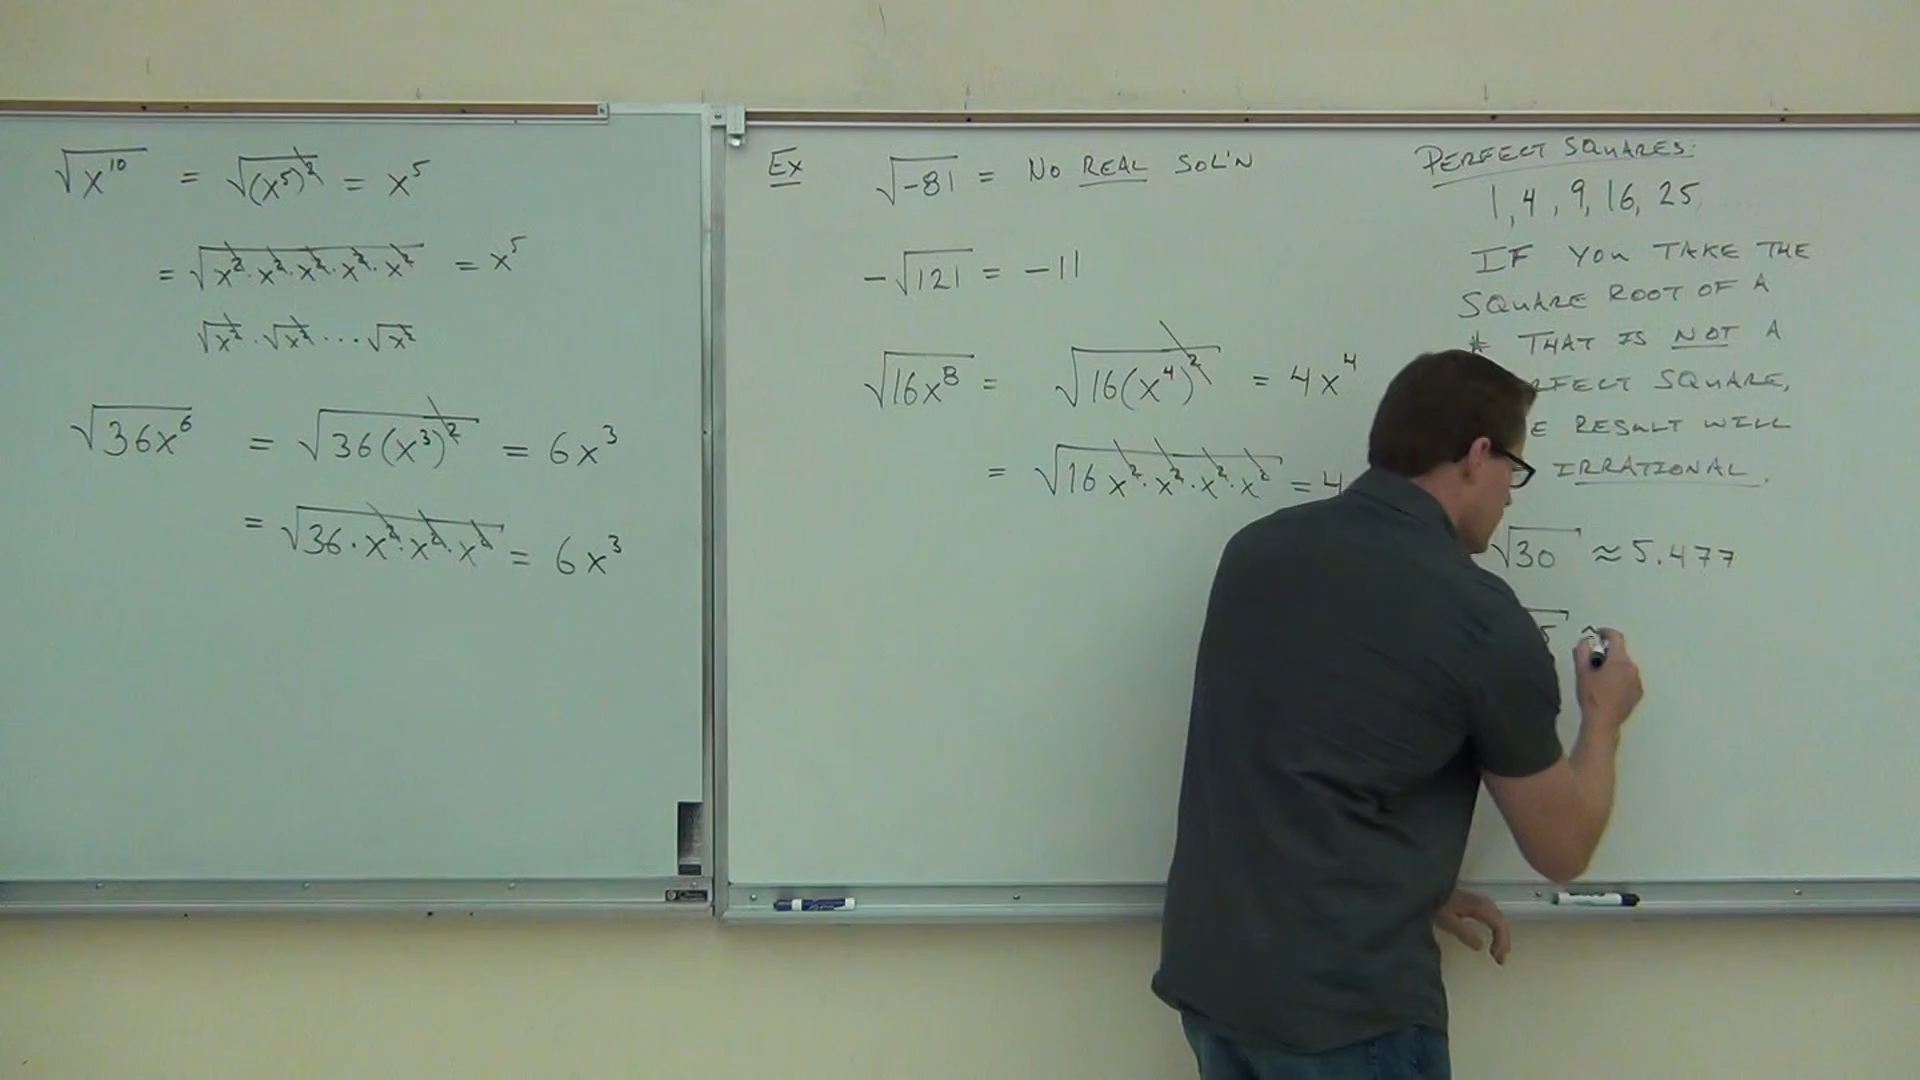 √x¹⁰ = √(x⁵)² = x⁵
= √x²·x²·x²·x²·x² = x⁵
√x²·√x²···√x²
√36x⁶ = √36(x³)² = 6x³
= √36·x²·x²·x² = 6x³
Ex √-81 = NO REAL SOL'N
-√121 = -11
√16x⁸ = √16(x⁴)² = 4x⁴
= √16x²·x²·x²·x² = 4
PERFECT SQUARES:
1, 4, 9, 16, 25
IF YOU TAKE THE
SQUARE ROOT OF A
# THAT IS NOT A
RFECT SQUARE,
E RESULT WILL
IRRATIONAL.
√30 ≈ 5.477
5 ≈